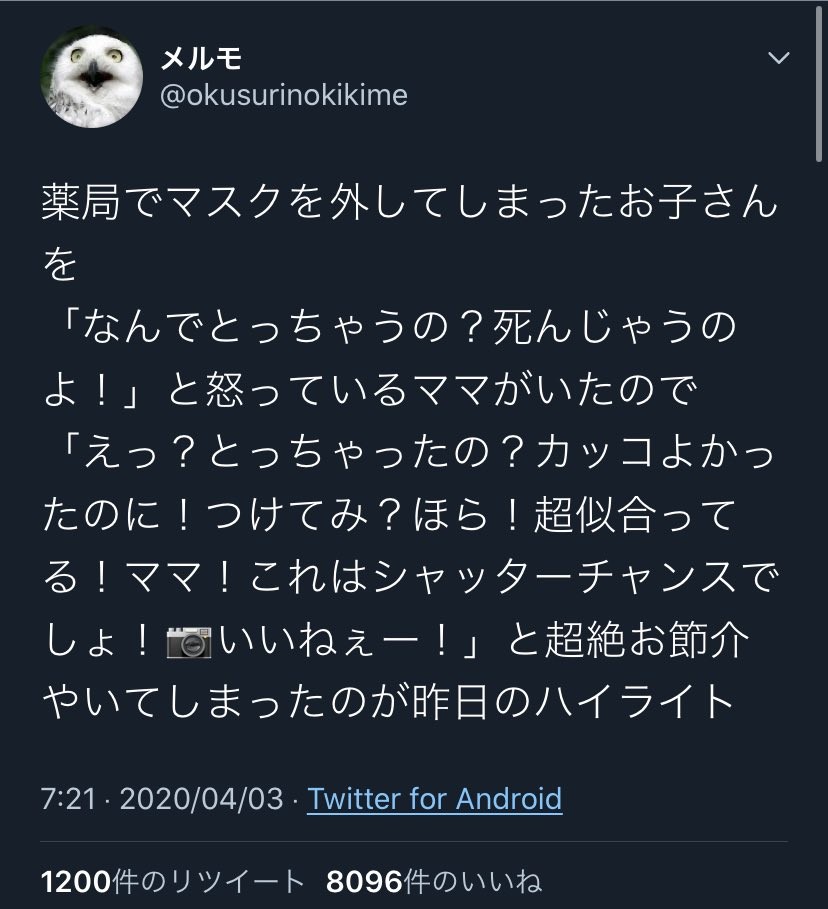 メルモ
@okusurinokikime
薬局でマスクを外してしまったお子さん
を
「なんでとっちゃうの？死んじゃうの
よ！」と怒っているママがいたので
「えっ？とっちゃったの？カッコよかっ
たのに！つけてみ？ほら！超似合って
る！ママ！これはシャッターチャンスで
しょ！📷いいねぇー！」と超絶お節介
やいてしまったのが昨日のハイライト
7:21 · 2020/04/03 · Twitter for Android
1200件のリツイート 8096件のいいね